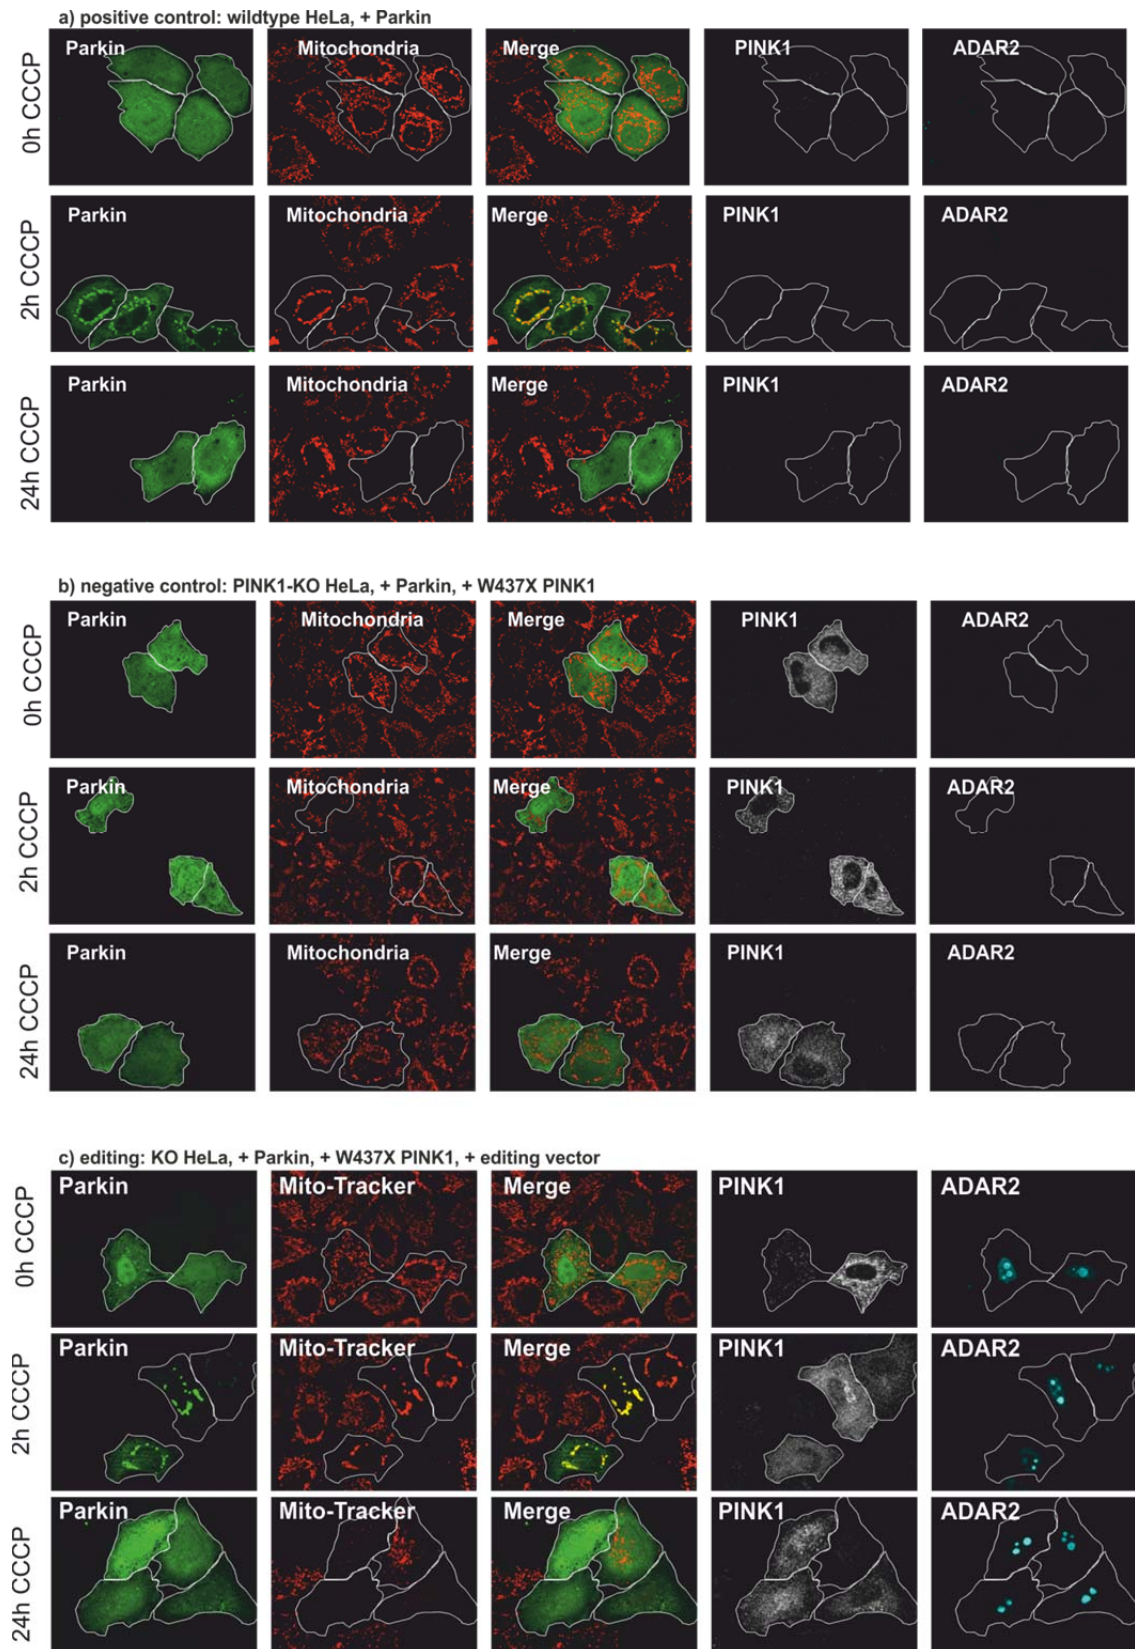 a) positive control: wildtype HeLa, + Parkin
Parkin Mitochondria Merge PINK1 ADAR2
0h CCCP
Parkin Mitochondria Merge PINK1 ADAR2
2h CCCP
Parkin Mitochondria Merge PINK1 ADAR2
24h CCCP
b) negative control: PINK1-KO HeLa, + Parkin, + W437X PINK1
Parkin Mitochondria Merge PINK1 ADAR2
0h CCCP
Parkin Mitochondria Merge PINK1 ADAR2
2h CCCP
Parkin Mitochondria Merge PINK1 ADAR2
24h CCCP
c) editing: KO HeLa, + Parkin, + W437X PINK1, + editing vector
Parkin Mito-Tracker Merge PINK1 ADAR2
0h CCCP
Parkin Mito-Tracker Merge PINK1 ADAR2
2h CCCP
Parkin Mito-Tracker Merge PINK1 ADAR2
24h CCCP